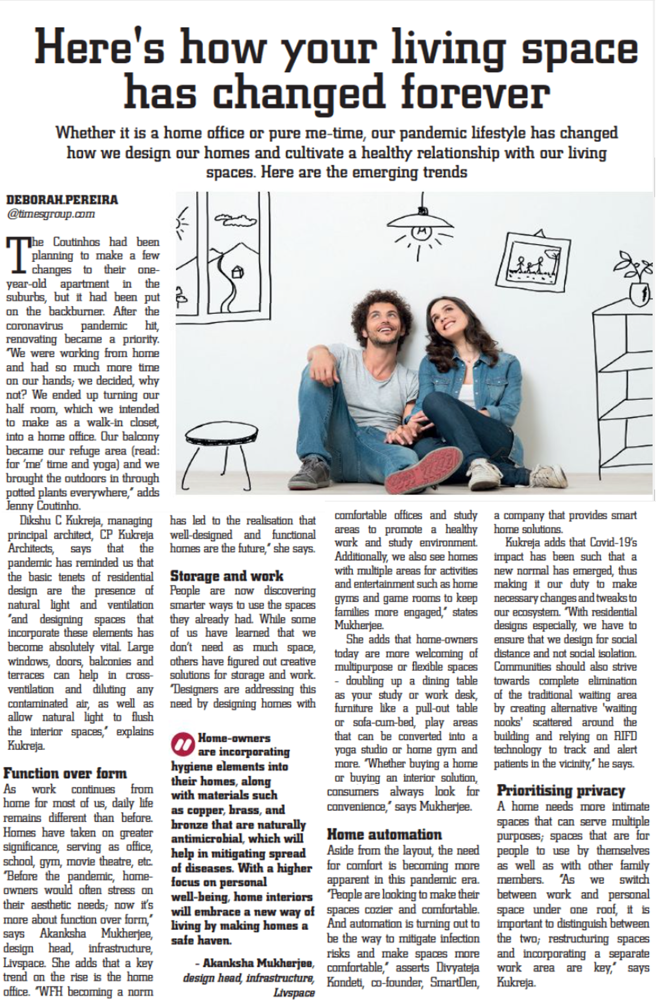 Here's how your living space
has changed forever
Whether it is a home office or pure me-time, our pandemic lifestyle has changed
how we design our homes and cultivate a healthy relationship with our living
spaces. Here are the emerging trends
DEBORAH.PEREIRA
@timesgroup.com
The Coutinhos had been
planning to make a few
changes to their one-
year-old apartment in the
suburbs, but it had been put
on the backburner. After the
coronavirus pandemic hit,
renovating became a priority.
"We were working from home
and had so much more time
on our hands; we decided, why
not? We ended up turning our
half room, which we intended
to make as a walk-in closet,
into a home office. Our balcony
became our refuge area (read:
for 'me' time and yoga) and we
brought the outdoors in through
potted plants everywhere," adds
Jenny Coutinho.
Dikshu C Kukreja, managing
principal architect, CP Kukreja
Architects, says that the
pandemic has reminded us that
the basic tenets of residential
design are the presence of
natural light and ventilation
"and designing spaces that
incorporate these elements has
become absolutely vital. Large
windows, doors, balconies and
terraces can help in cross-
ventilation and diluting any
contaminated air, as well as
allow natural light to flush
the interior spaces," explains
Kukreja.
Function over form
As work continues from
home for most of us, daily life
remains different than before.
Homes have taken on greater
significance, serving as office,
school, gym, movie theatre, etc.
"Before the pandemic, home-
owners would often stress on
their aesthetic needs; now it's
more about function over form,"
says Akanksha Mukherjee,
design head, infrastructure,
Livspace. She adds that a key
trend on the rise is the home
office. "WFH becoming a norm
has led to the realisation that
well-designed and functional
homes are the future," she says.
Storage and work
People are now discovering
smarter ways to use the spaces
they already had. While some
of us have learned that we
don't need as much space,
others have figured out creative
solutions for storage and work.
"Designers are addressing this
need by designing homes with
Home-owners
are incorporating
hygiene elements into
their homes, along
with materials such
as copper, brass, and
bronze that are naturally
antimicrobial, which will
help in mitigating spread
of diseases. With a higher
focus on personal
well-being, home interiors
will embrace a new way of
living by making homes a
safe haven.
- Akanksha Mukherjee,
design head, infrastructure,
Livspace
comfortable offices and study
areas to promote a healthy
work and study environment.
Additionally, we also see homes
with multiple areas for activities
and entertainment such as home
gyms and game rooms to keep
families more engaged," states
Mukherjee.
She adds that home-owners
today are more welcoming of
multipurpose or flexible spaces
- doubling up a dining table
as your study or work desk,
furniture like a pull-out table
or sofa-cum-bed, play areas
that can be converted into a
yoga studio or home gym and
more. "Whether buying a home
or buying an interior solution,
consumers always look for
convenience," says Mukherjee.
Home automation
Aside from the layout, the need
for comfort is becoming more
apparent in this pandemic era.
"People are looking to make their
spaces cozier and comfortable.
And automation is turning out to
be the way to mitigate infection
risks and make spaces more
comfortable," asserts Divyateja
Kondeti, co-founder, SmartDen,
a company that provides smart
home solutions.
Kukreja adds that Covid-19's
impact has been such that a
new normal has emerged, thus
making it our duty to make
necessary changes and tweaks to
our ecosystem. "With residential
designs especially, we have to
ensure that we design for social
distance and not social isolation.
Communities should also strive
towards complete elimination
of the traditional waiting area
by creating alternative 'waiting
nooks' scattered around the
building and relying on RIFD
technology to track and alert
patients in the vicinity," he says.
Prioritising privacy
A home needs more intimate
spaces that can serve multiple
purposes; spaces that are for
people to use by themselves
as well as with other family
members. "As we switch
between work and personal
space under one roof, it is
important to distinguish between
the two; restructuring spaces
and incorporating a separate
work area are key," says
Kukreja.